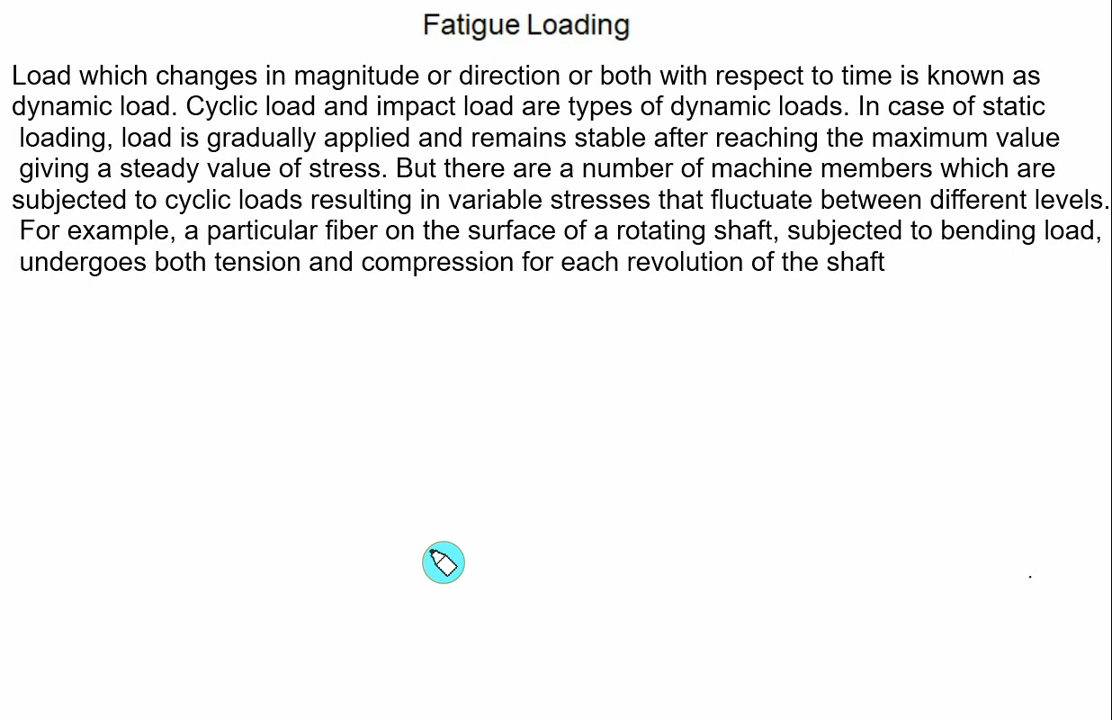 Fatigue Loading
Load which changes in magnitude or direction or both with respect to time is known as
dynamic load. Cyclic load and impact load are types of dynamic loads. In case of static
loading, load is gradually applied and remains stable after reaching the maximum value
giving a steady value of stress. But there are a number of machine members which are
subjected to cyclic loads resulting in variable stresses that fluctuate between different levels.
For example, a particular fiber on the surface of a rotating shaft, subjected to bending load,
undergoes both tension and compression for each revolution of the shaft